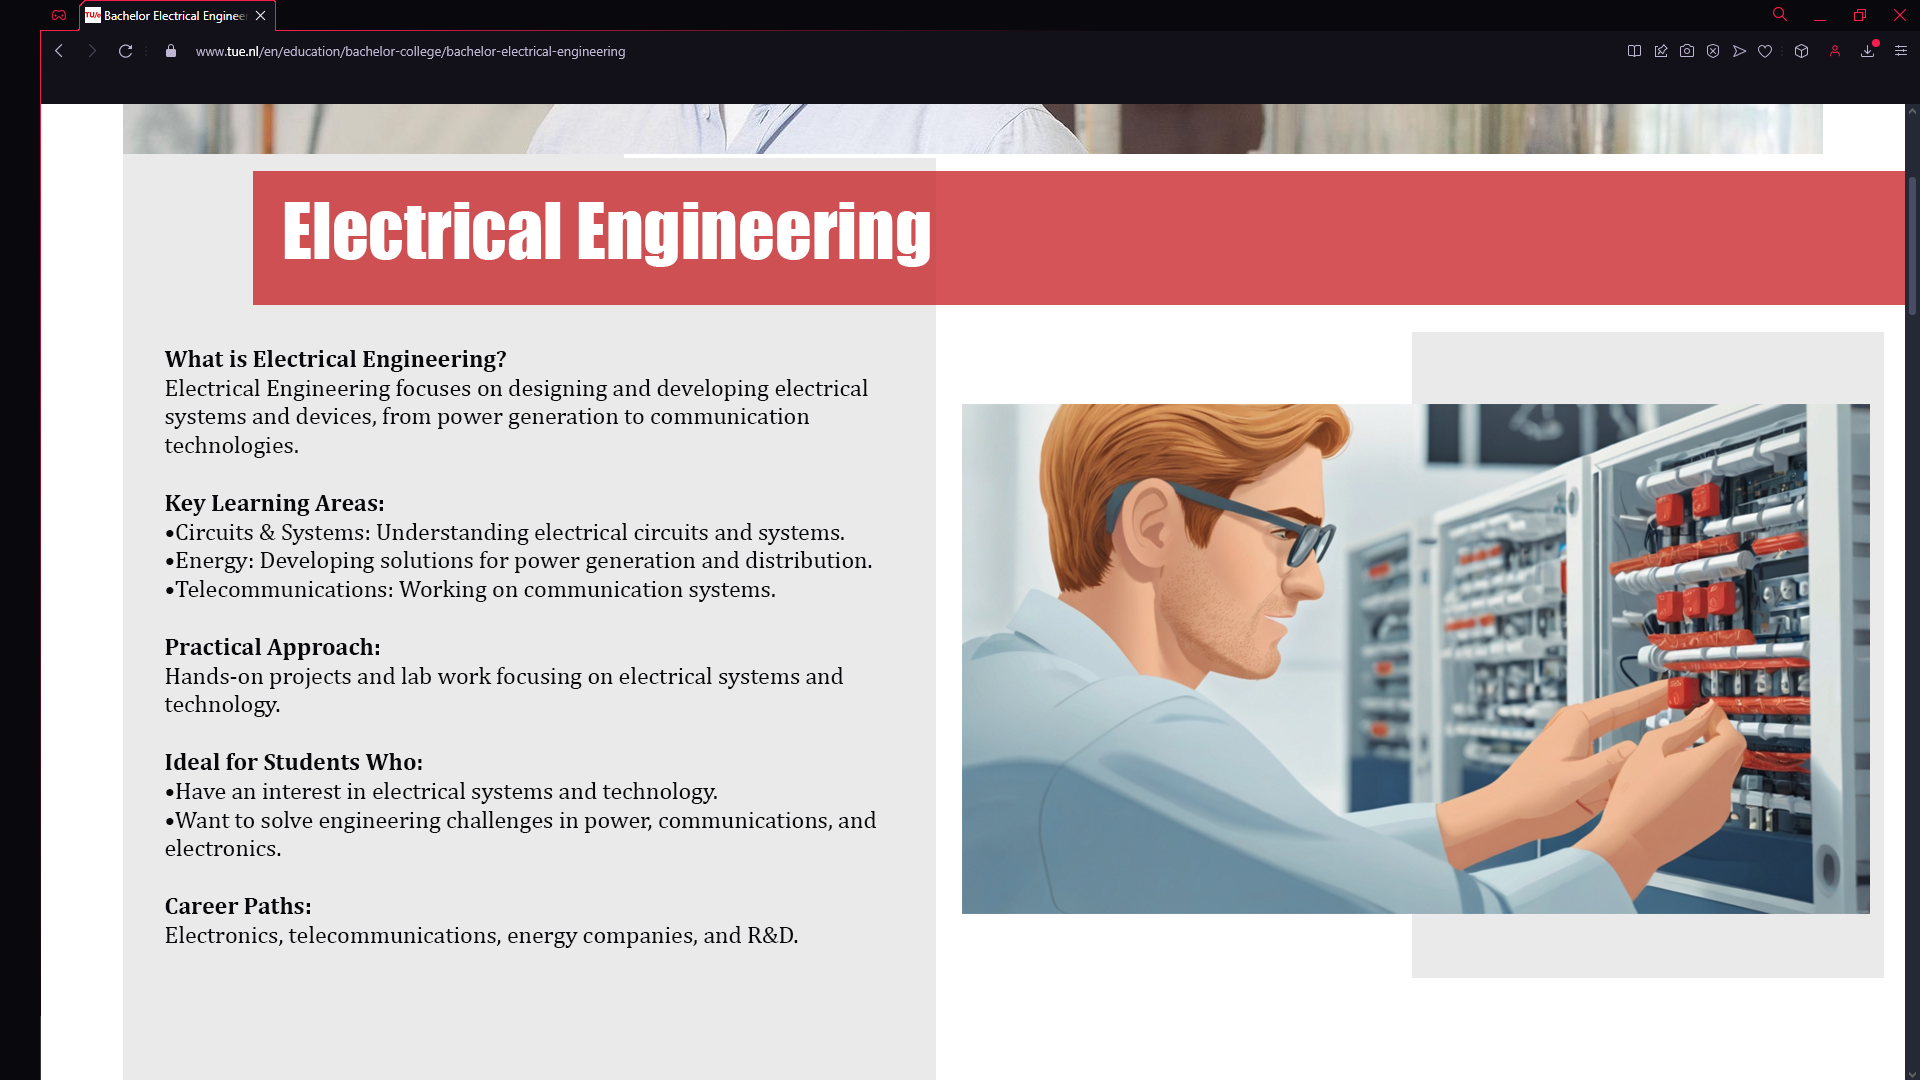 TU/e Bachelor Electrical Engineer
www.tue.nl/en/education/bachelor-college/bachelor-electrical-engineering
Electrical Engineering
What is Electrical Engineering?
Electrical Engineering focuses on designing and developing electrical
systems and devices, from power generation to communication
technologies.
Key Learning Areas:
•Circuits & Systems: Understanding electrical circuits and systems.
•Energy: Developing solutions for power generation and distribution.
•Telecommunications: Working on communication systems.
Practical Approach:
Hands-on projects and lab work focusing on electrical systems and
technology.
Ideal for Students Who:
•Have an interest in electrical systems and technology.
•Want to solve engineering challenges in power, communications, and
electronics.
Career Paths:
Electronics, telecommunications, energy companies, and R&D.